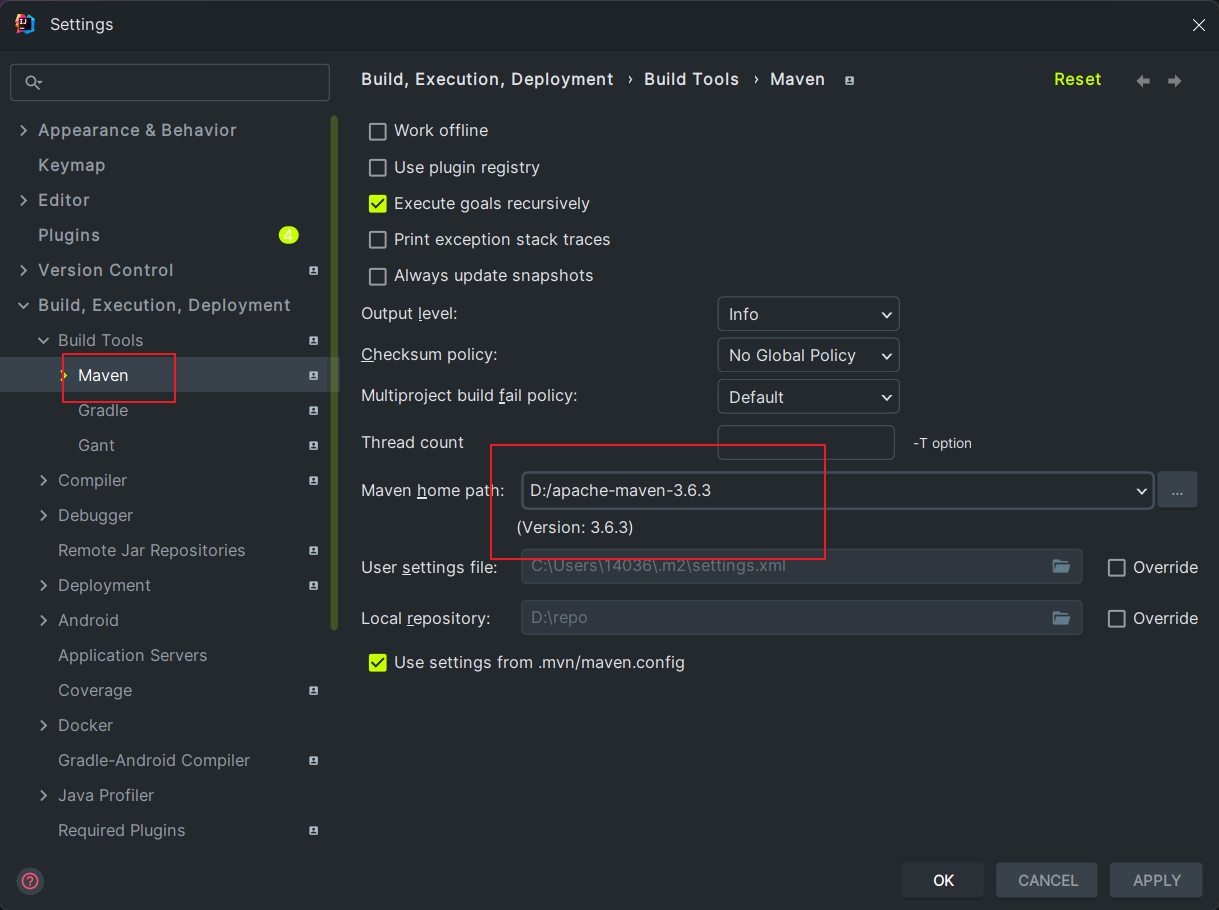 Settings
Build, Execution, Deployment › Build Tools › Maven
Reset
Appearance & Behavior
Keymap
Editor
Plugins
4
Version Control
Build, Execution, Deployment
Build Tools
Maven
Gradle
Gant
Compiler
Debugger
Remote Jar Repositories
Deployment
Android
Application Servers
Coverage
Docker
Gradle-Android Compiler
Java Profiler
Required Plugins
Work offline
Use plugin registry
Execute goals recursively
Print exception stack traces
Always update snapshots
Output level: Info
Checksum policy: No Global Policy
Multiproject build fail policy: Default
Thread count -T option
Maven home path: D:/apache-maven-3.6.3 ...
(Version: 3.6.3)
User settings file: C:\Users\14036\.m2\settings.xml Override
Local repository: D:\repo Override
Use settings from .mvn/maven.config
? OK CANCEL APPLY